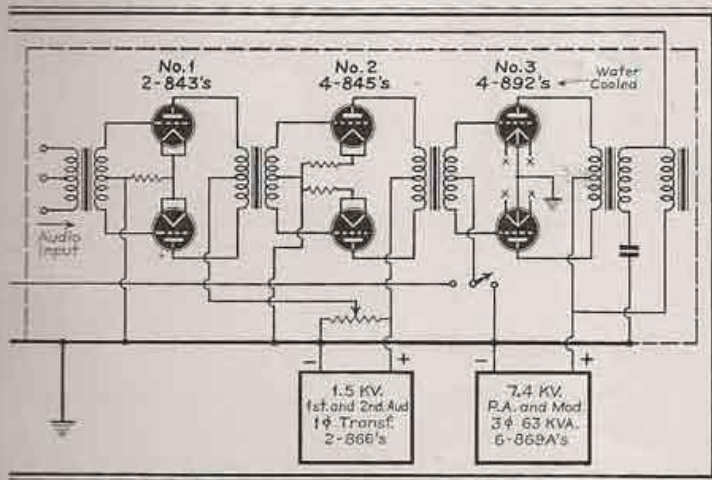 No.1
2-843's
No.2
4-845's
No.3
4-892's
Water
Cooled
Audio
Input
x x
x x
- +
- +
1.5 KV.
1st. and 2nd. Aud
1φ Transf.
2-866's
7.4 KV.
P.A. and Mod.
3φ 63 KVA.
6-869A's